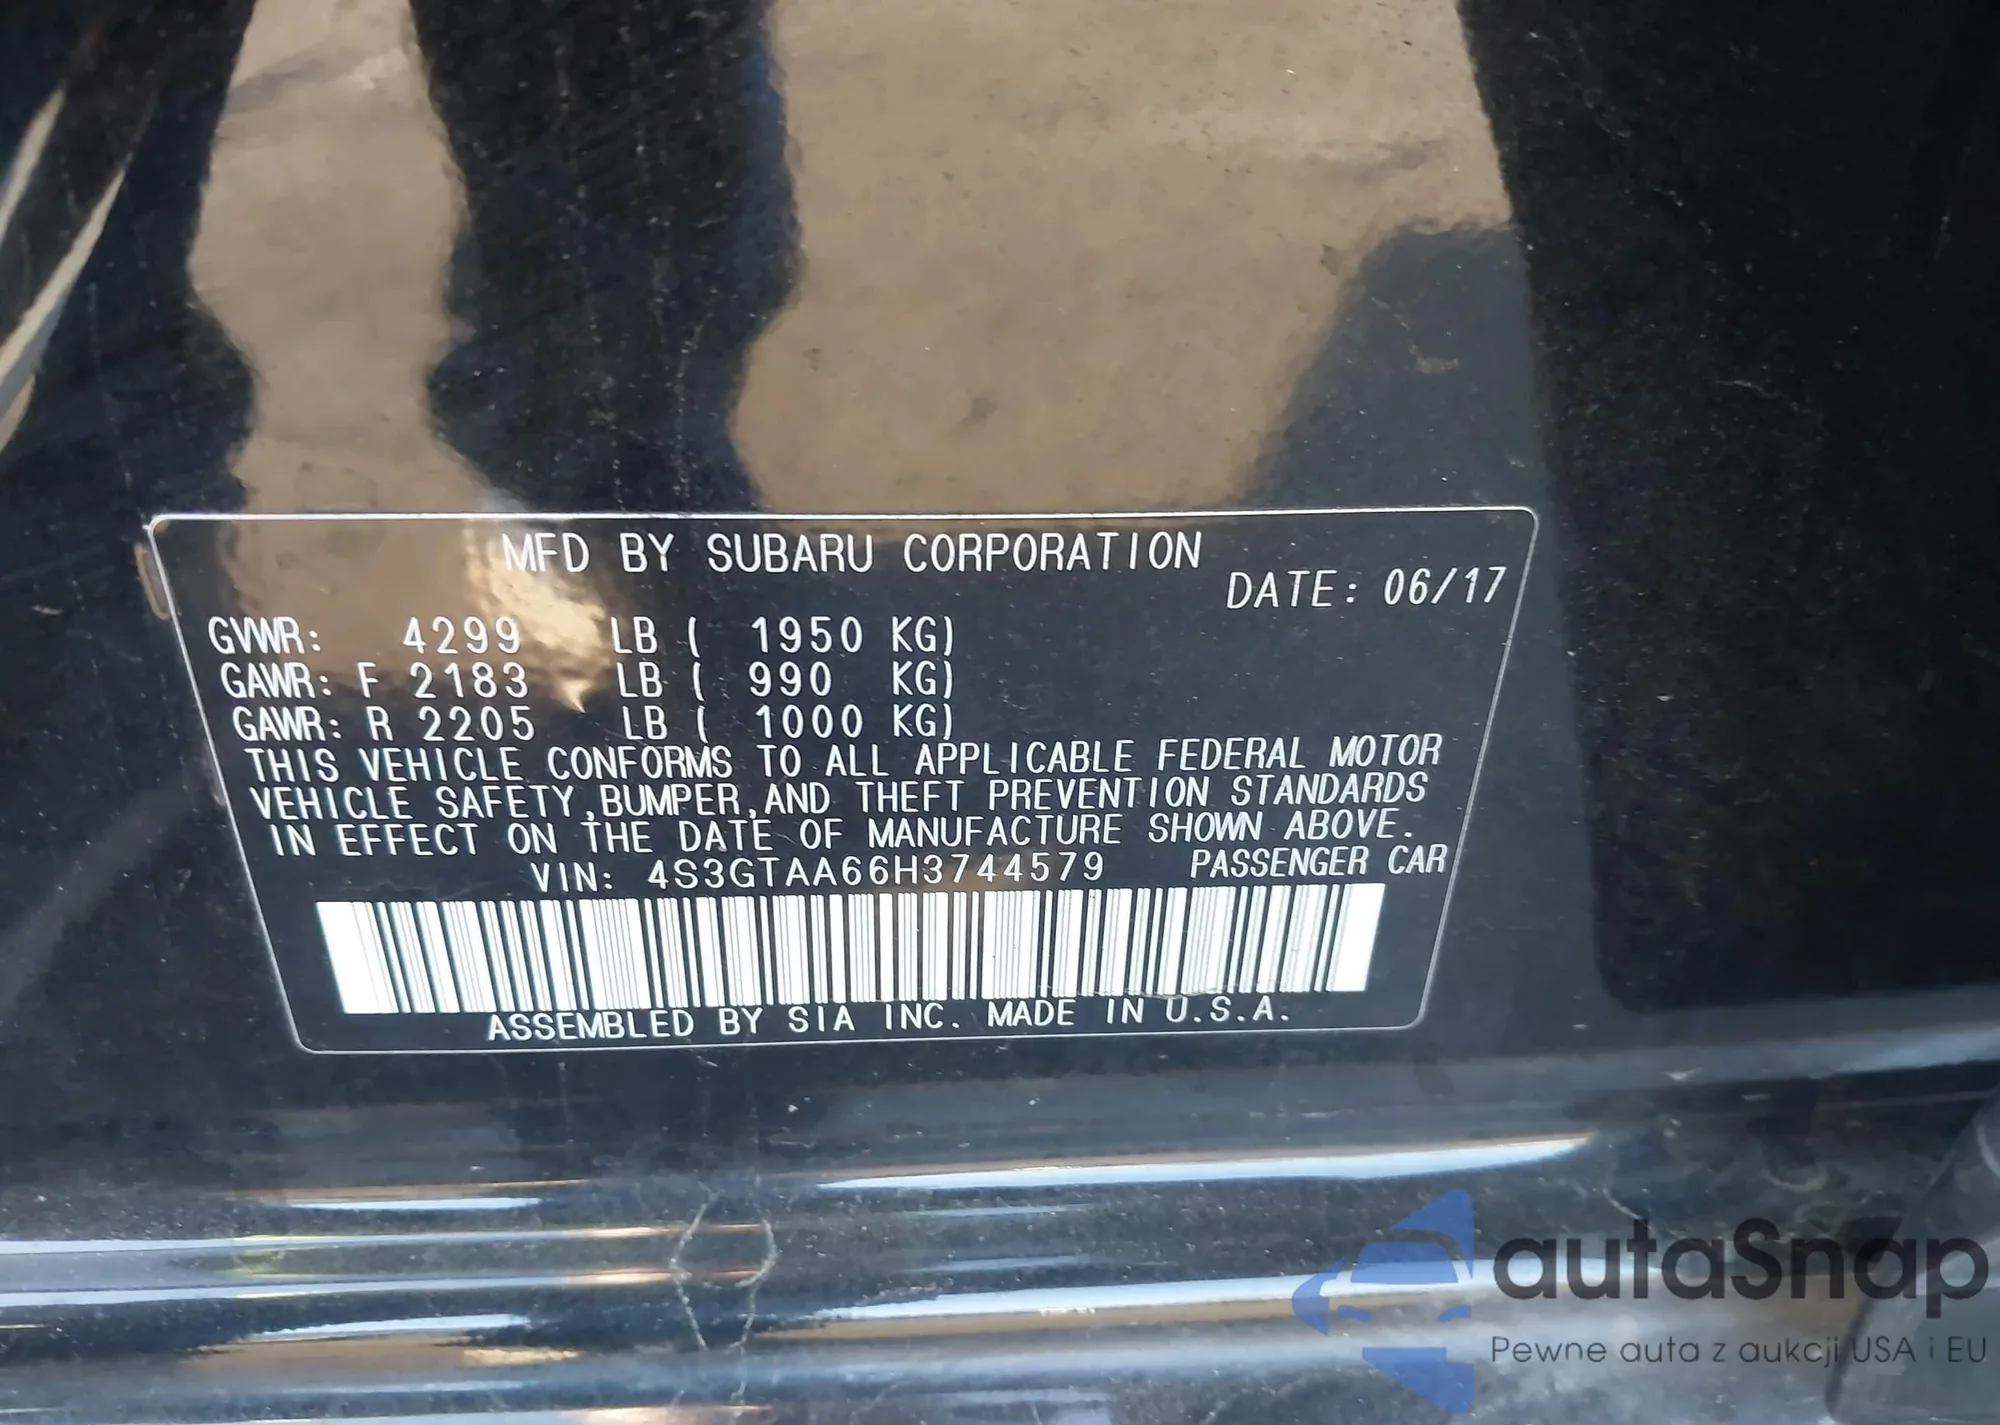 MFD BY SUBARU CORPORATION
DATE: 06/17
GVWR: 4299 LB ( 1950 KG)
GAWR: F 2183 LB ( 990 KG)
GAWR: R 2205 LB ( 1000 KG)
THIS VEHICLE CONFORMS TO ALL APPLICABLE FEDERAL MOTOR
VEHICLE SAFETY,BUMPER,AND THEFT PREVENTION STANDARDS
IN EFFECT ON THE DATE OF MANUFACTURE SHOWN ABOVE.
VIN: 4S3GTAA66H3744579 PASSENGER CAR
ASSEMBLED BY SIA INC. MADE IN U.S.A.
autaSnap
Pewne auta z aukcji USA i EU